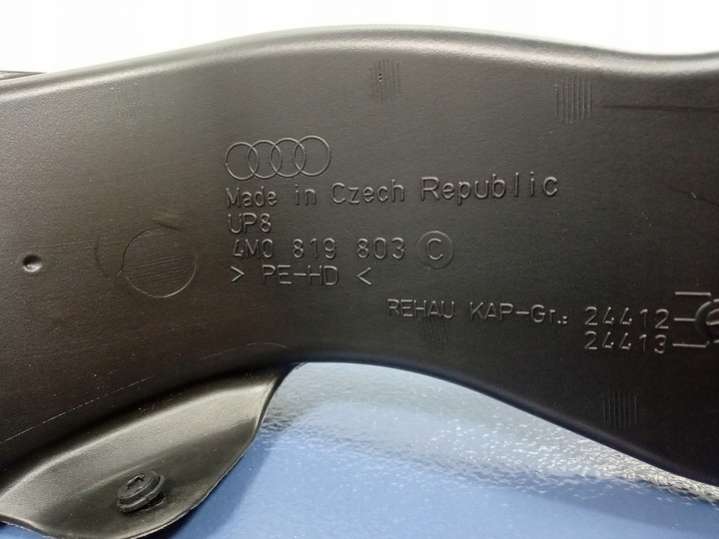 Made in Czech Republic
UP8
4M0 819 803 C
> PE-HD <
REHAU KAP-Gr.: 24412
24413